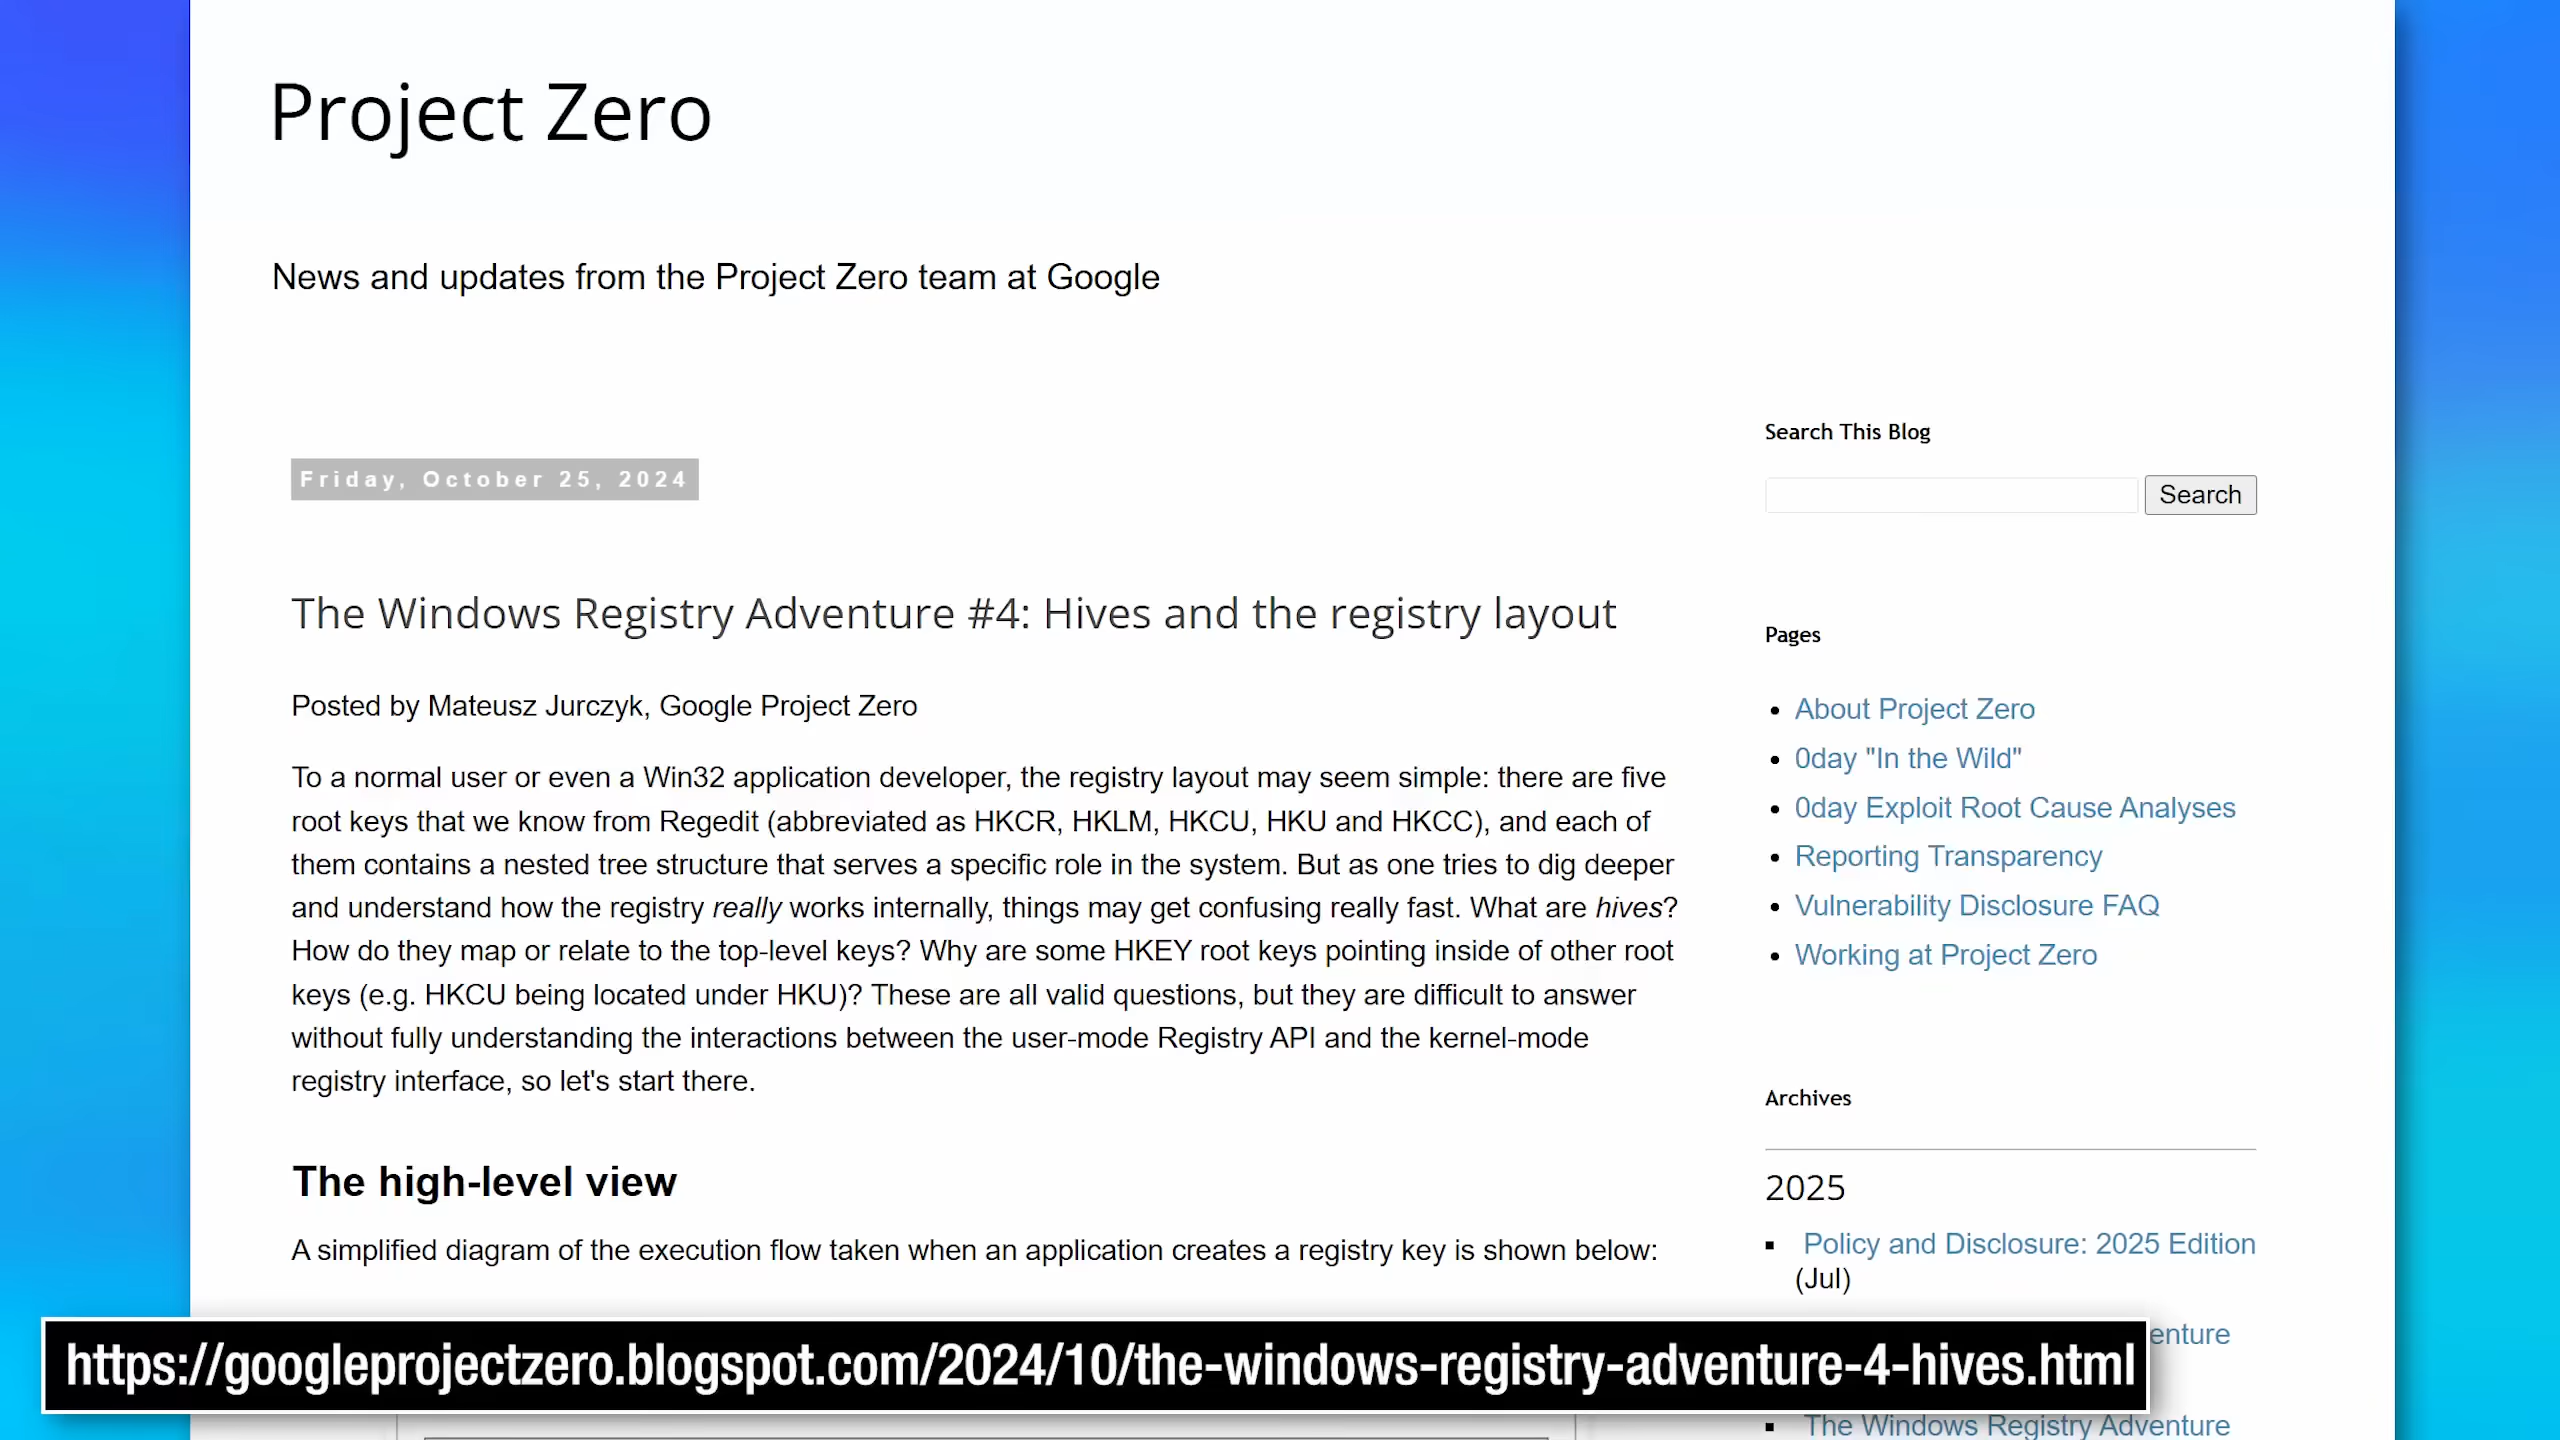 Project Zero
News and updates from the Project Zero team at Google
Friday, October 25, 2024
The Windows Registry Adventure #4: Hives and the registry layout
Posted by Mateusz Jurczyk, Google Project Zero
To a normal user or even a Win32 application developer, the registry layout may seem simple: there are five
root keys that we know from Regedit (abbreviated as HKCR, HKLM, HKCU, HKU and HKCC), and each of
them contains a nested tree structure that serves a specific role in the system. But as one tries to dig deeper
and understand how the registry really works internally, things may get confusing really fast. What are hives?
How do they map or relate to the top-level keys? Why are some HKEY root keys pointing inside of other root
keys (e.g. HKCU being located under HKU)? These are all valid questions, but they are difficult to answer
without fully understanding the interactions between the user-mode Registry API and the kernel-mode
registry interface, so let's start there.
The high-level view
A simplified diagram of the execution flow taken when an application creates a registry key is shown below:
Search This Blog
Search
Pages
About Project Zero
0day "In the Wild"
0day Exploit Root Cause Analyses
Reporting Transparency
Vulnerability Disclosure FAQ
Working at Project Zero
Archives
2025
Policy and Disclosure: 2025 Edition
(Jul)
enture
The Windows Registry Adventure
https://googleprojectzero.blogspot.com/2024/10/the-windows-registry-adventure-4-hives.html